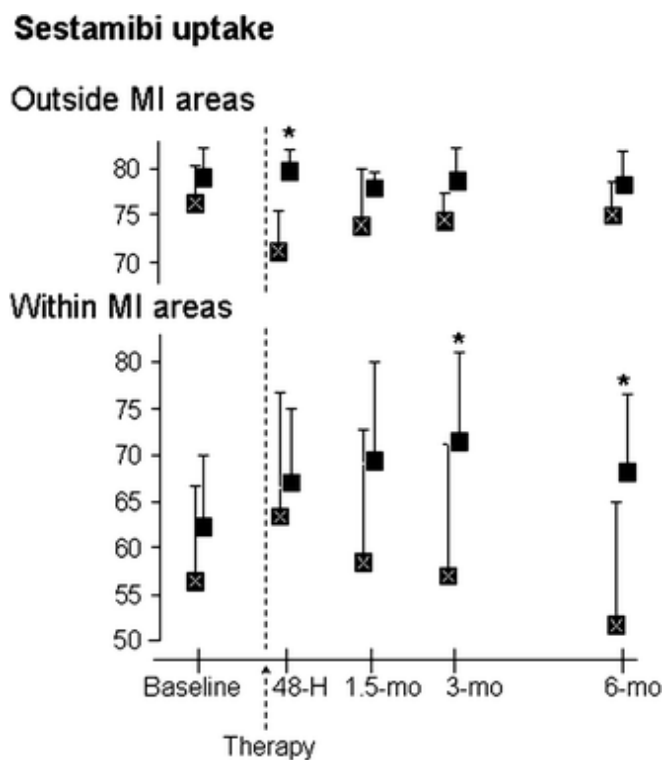 Sestamibi uptake
Outside MI areas
*
80
75
70
Within MI areas
*
80
*
75
70
65
60
55
50
Baseline 48-H 1.5-mo 3-mo 6-mo
Therapy